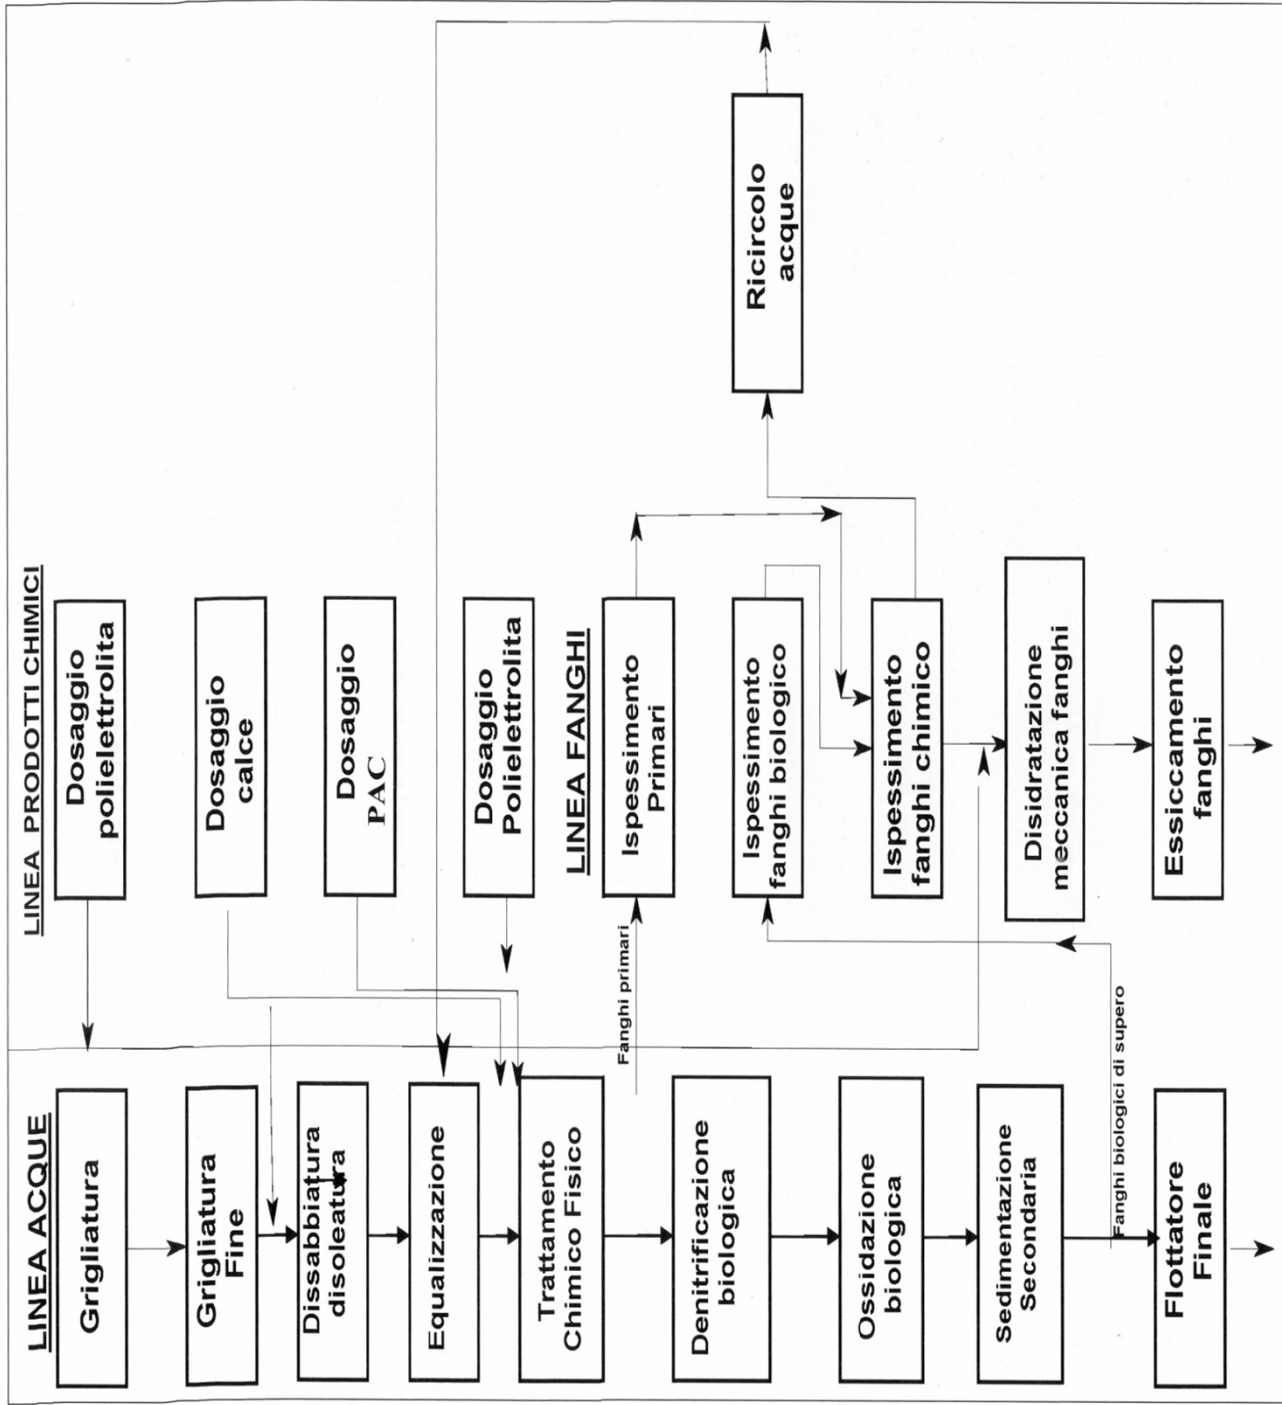 LINEA ACQUE
Grigliatura
Grigliatura
Fine
Dissabbiatura
disoleatura
Equalizzazione
Trattamento
Chimico Fisico
Denitrificazione
biologica
Ossidazione
biologica
Sedimentazione
Secondaria
Flottatore
Finale
LINEA PRODOTTI CHIMICI
Dosaggio
polielettrolita
Dosaggio
calce
Dosaggio
PAC
Dosaggio
Polielettrolita
LINEA FANGHI
Fanghi primari
Ispessimento
Primari
Ispessimento
fanghi biologico
Ispessimento
fanghi chimico
Disidratazione
meccanica fanghi
Essiccamento
fanghi
Fanghi biologici di supero
Ricircolo
acque